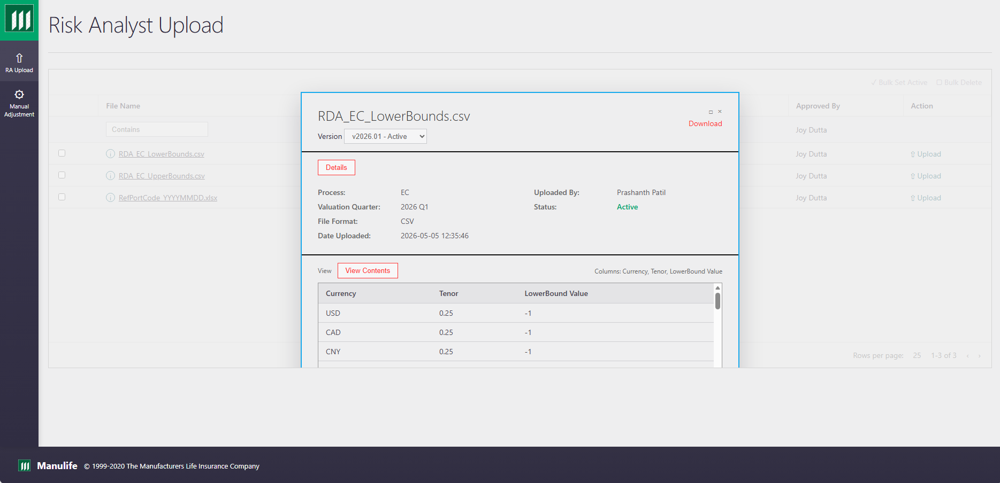 Risk Analyst Upload
RA Upload
Manual
Adjustment
✓ Bulk Set Active Bulk Delete
File Name Approved By Action
Contains Joy Dutta
RDA_EC_LowerBounds.csv Joy Dutta Upload
RDA_EC_UpperBounds.csv Joy Dutta Upload
RefPortCode_YYYYMMDD.xlsx Joy Dutta Upload
Rows per page: 25 1-3 of 3 ‹ ›
RDA_EC_LowerBounds.csv
Download
Version v2026.01 - Active
Details
Process: EC Uploaded By: Prashanth Patil
Valuation Quarter: 2026 Q1 Status: Active
File Format: CSV
Date Uploaded: 2026-05-05 12:35:46
View View Contents Columns: Currency, Tenor, LowerBound Value
Currency Tenor LowerBound Value
USD 0.25 -1
CAD 0.25 -1
CNY 0.25 -1
Manulife © 1999-2020 The Manufacturers Life Insurance Company